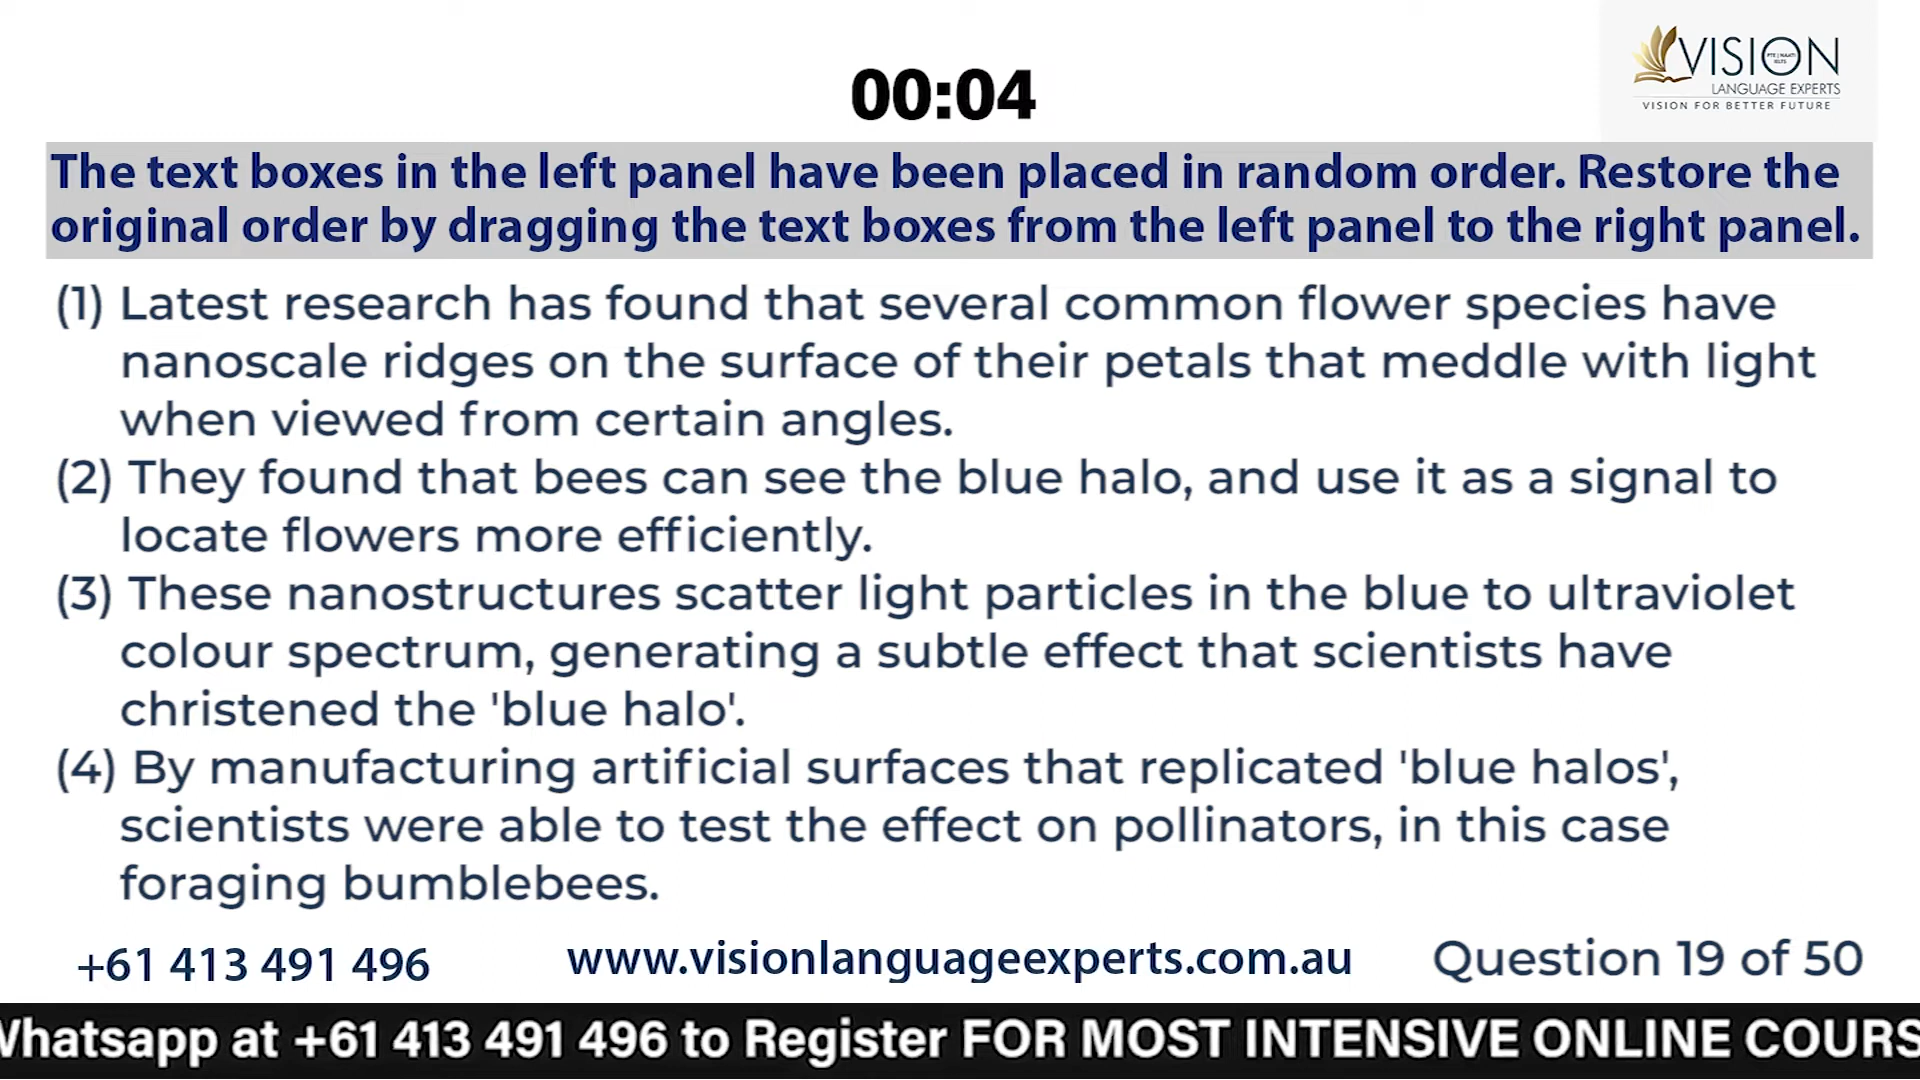 VISION
PTE | NAATI
IELTS
LANGUAGE EXPERTS
VISION FOR BETTER FUTURE
00:04
The text boxes in the left panel have been placed in random order. Restore the
original order by dragging the text boxes from the left panel to the right panel.
(1) Latest research has found that several common flower species have
nanoscale ridges on the surface of their petals that meddle with light
when viewed from certain angles.
(2) They found that bees can see the blue halo, and use it as a signal to
locate flowers more efficiently.
(3) These nanostructures scatter light particles in the blue to ultraviolet
colour spectrum, generating a subtle effect that scientists have
christened the 'blue halo'.
(4) By manufacturing artificial surfaces that replicated 'blue halos',
scientists were able to test the effect on pollinators, in this case
foraging bumblebees.
+61 413 491 496 www.visionlanguageexperts.com.au Question 19 of 50
Whatsapp at +61 413 491 496 to Register FOR MOST INTENSIVE ONLINE COURS